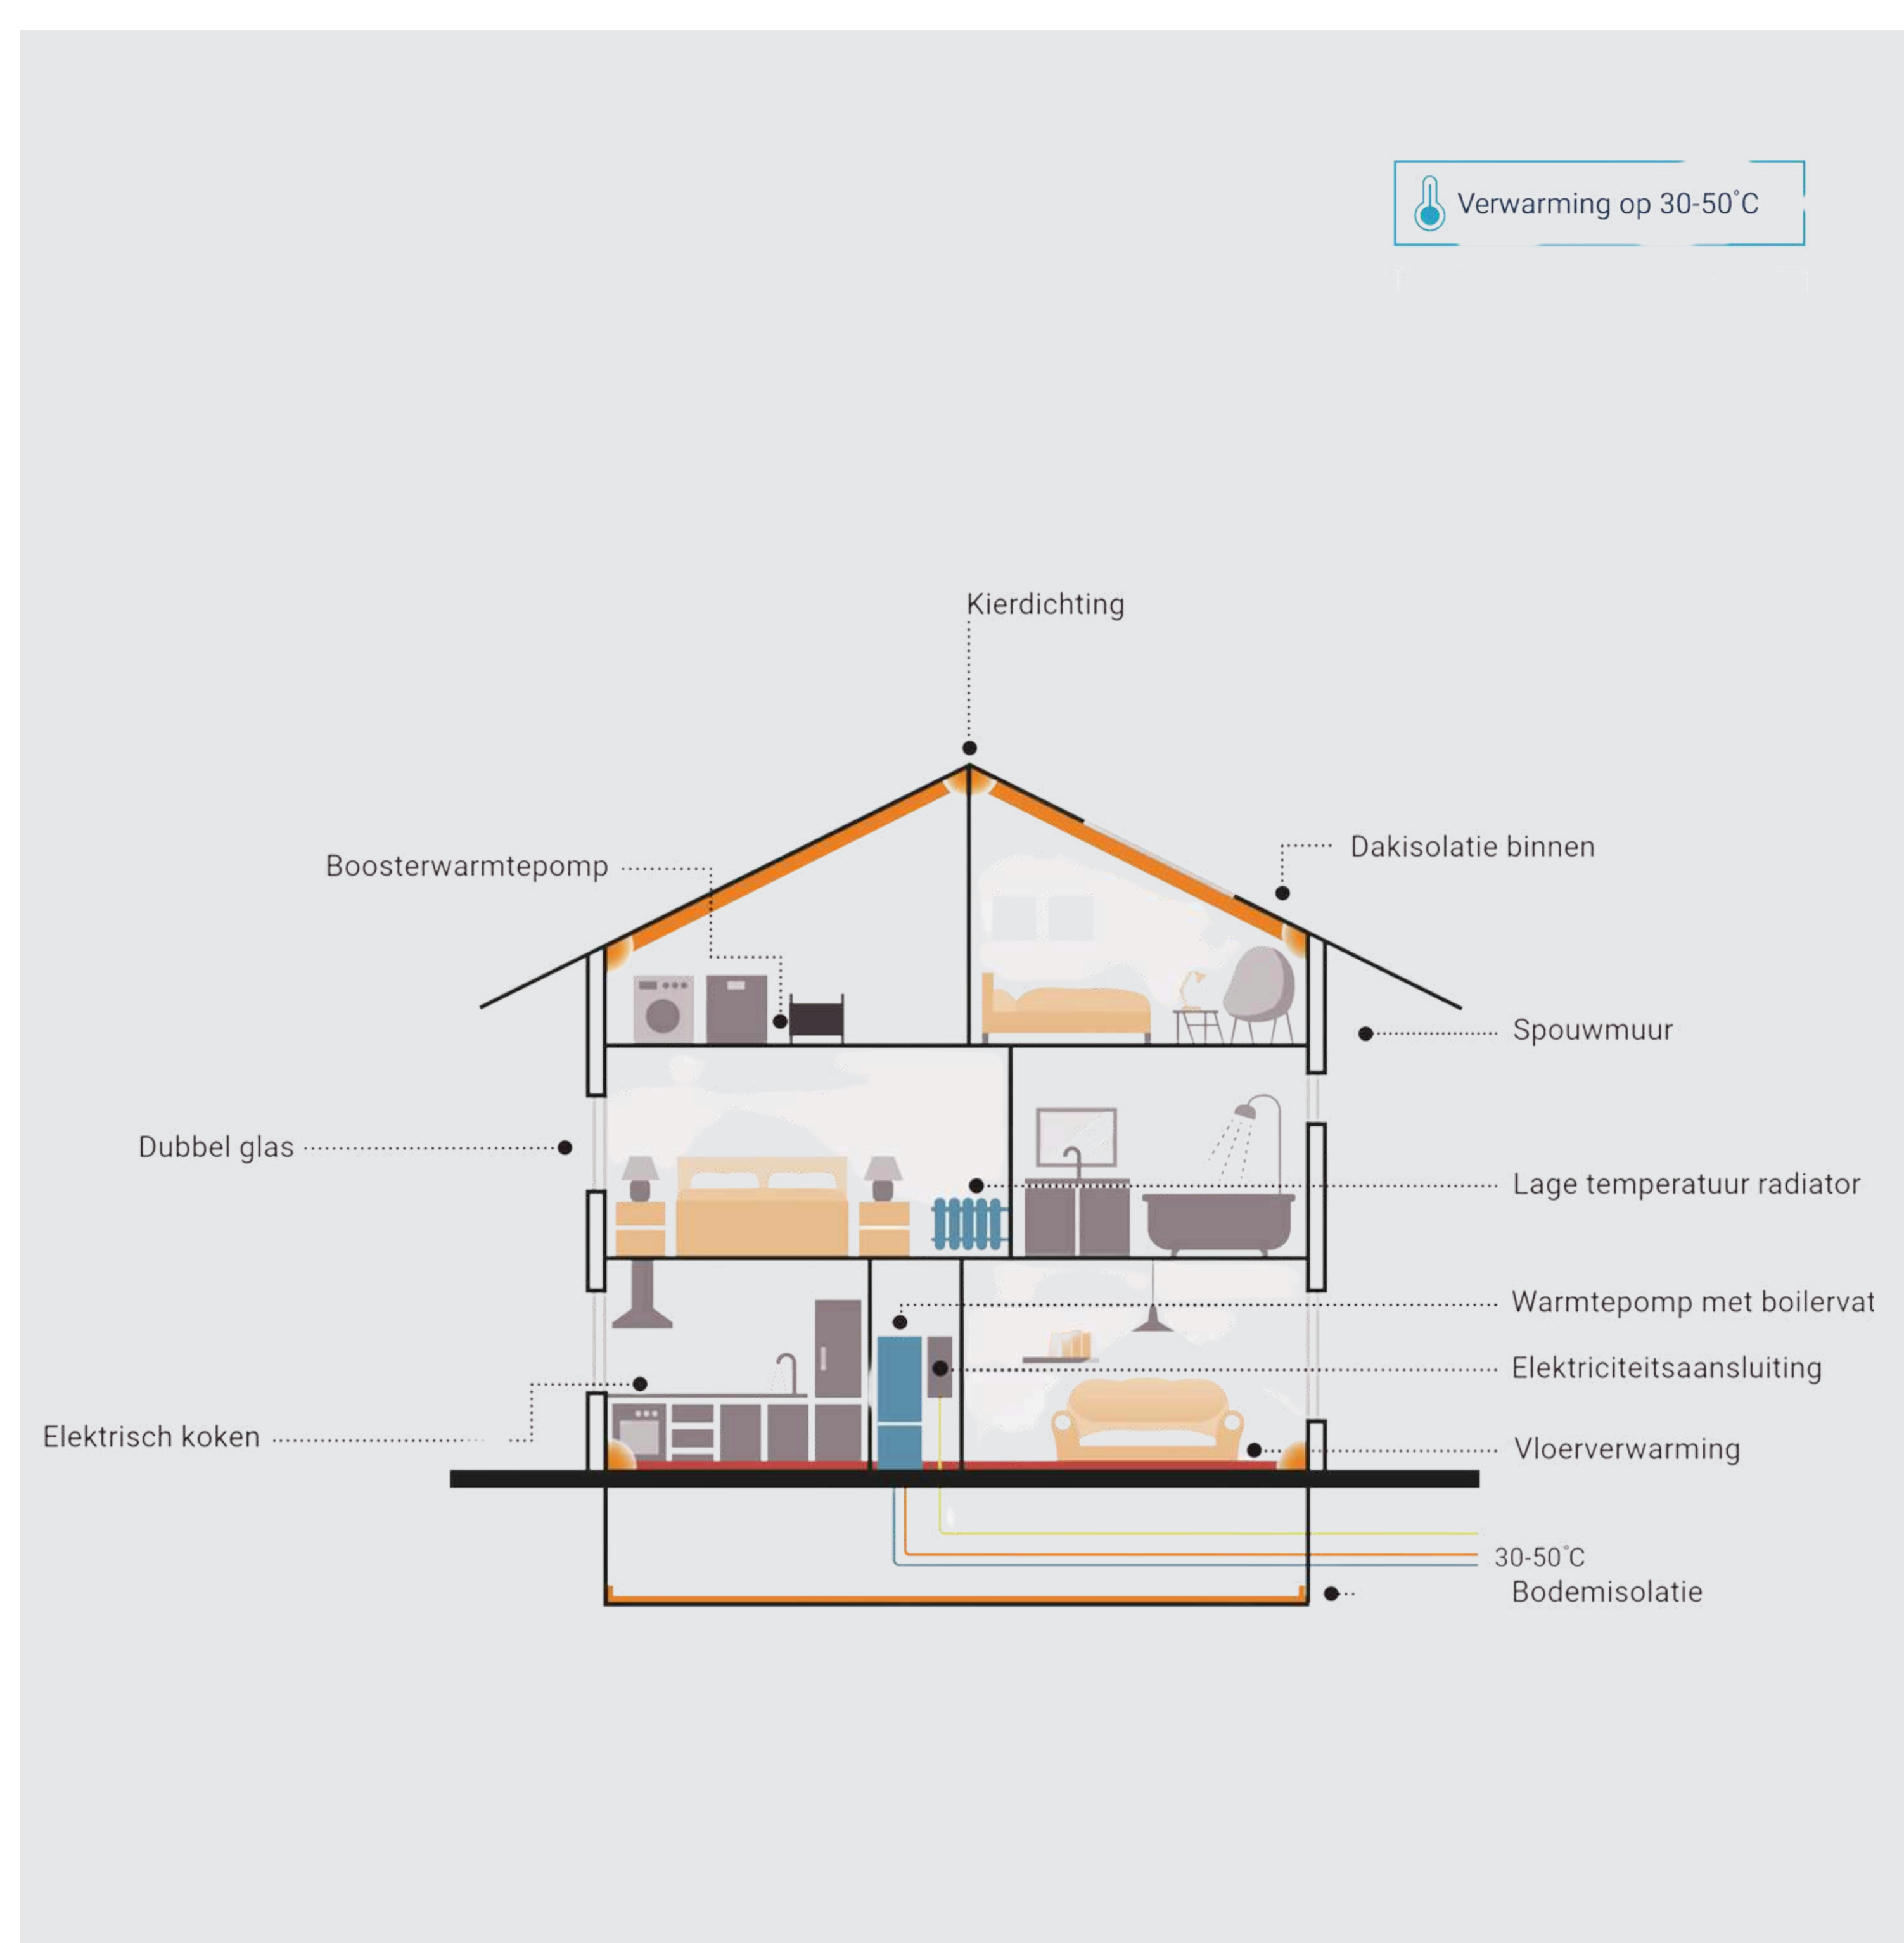 Verwarming op 30-50°C
Kierdichting
Boosterwarmtepomp
Dakisolatie binnen
Spouwmuur
Dubbel glas
Lage temperatuur radiator
Warmtepomp met boilervat
Elektriciteitsaansluiting
Elektrisch koken
Vloerverwarming
30-50°C
Bodemisolatie